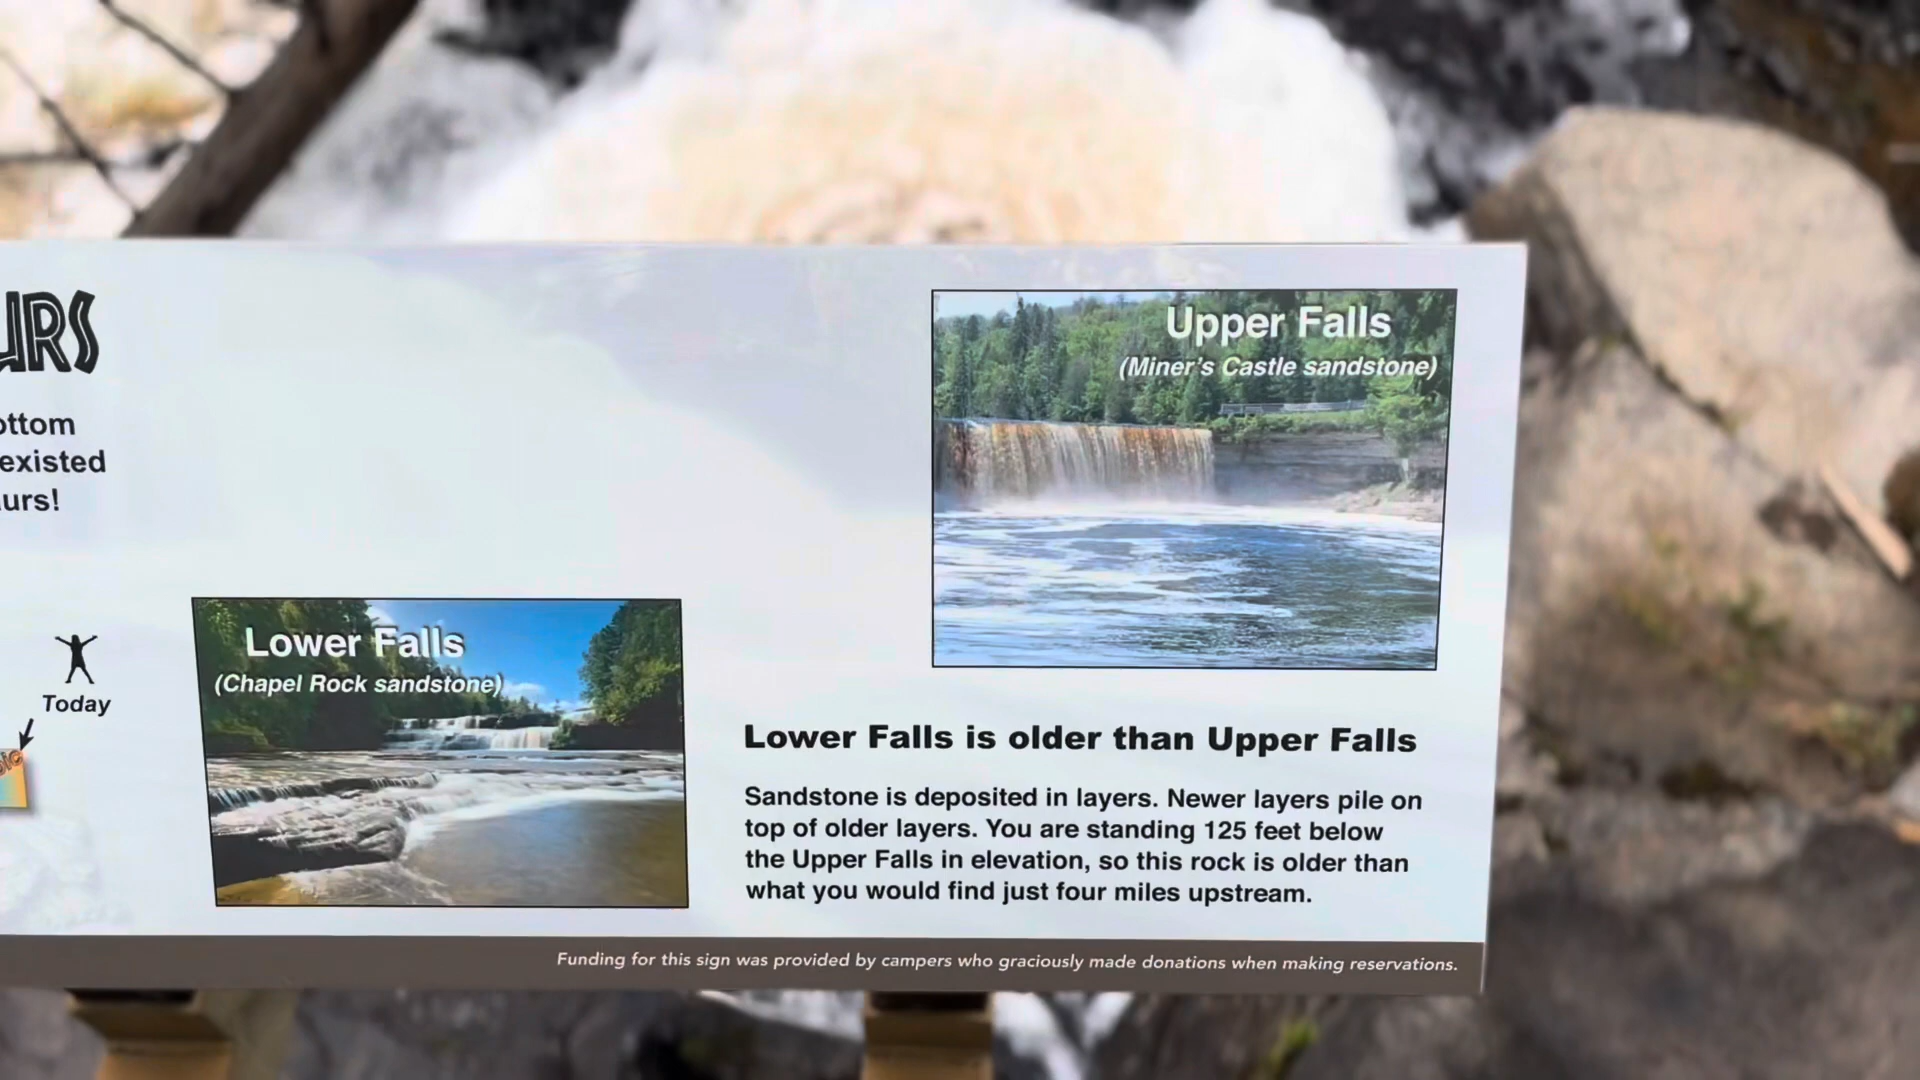 URS
ottom
existed
urs!
Today
Lower Falls
(Chapel Rock sandstone)
Upper Falls
(Miner's Castle sandstone)
Lower Falls is older than Upper Falls
Sandstone is deposited in layers. Newer layers pile on
top of older layers. You are standing 125 feet below
the Upper Falls in elevation, so this rock is older than
what you would find just four miles upstream.
Funding for this sign was provided by campers who graciously made donations when making reservations.